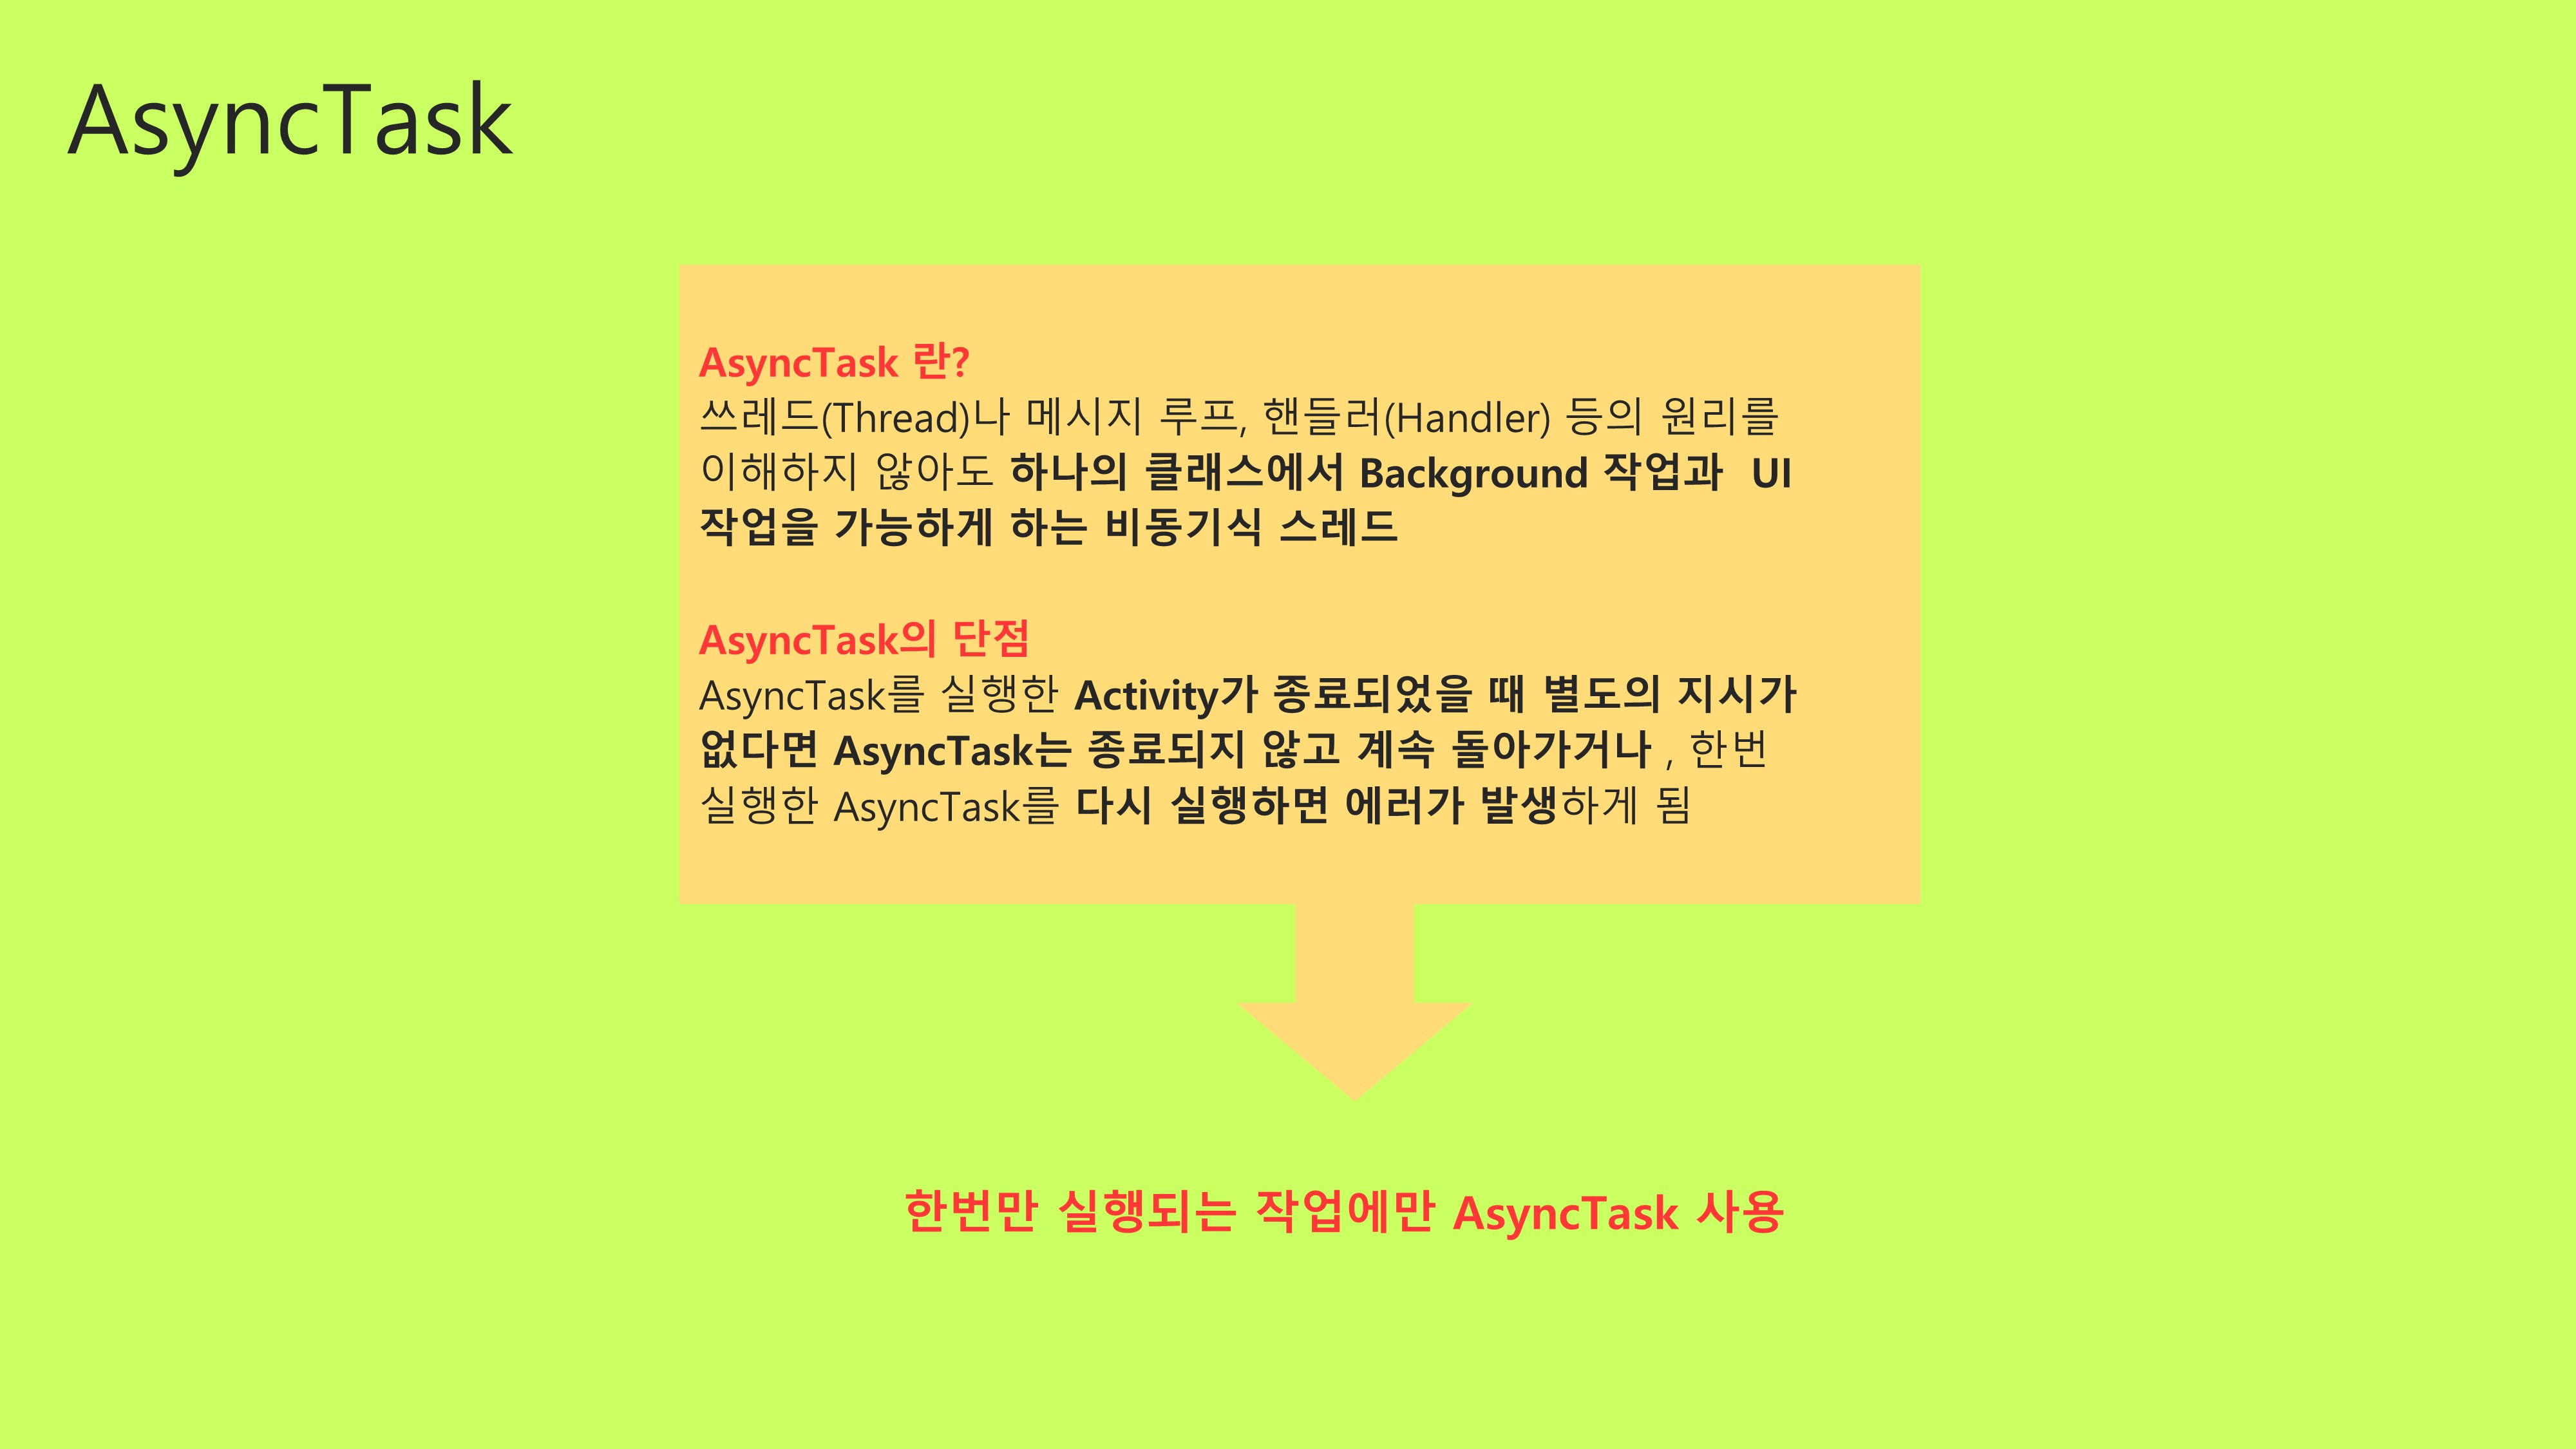 AsyncTask
AsyncTask 란?
쓰레드(Thread)나 메시지 루프, 핸들러(Handler) 등의 원리를
이해하지 않아도 하나의 클래스에서 Background 작업과  UI
작업을 가능하게 하는 비동기식 스레드
AsyncTask의 단점
AsyncTask를 실행한 Activity가 종료되었을 때 별도의 지시가
없다면 AsyncTask는 종료되지 않고 계속 돌아가거나 , 한번
실행한 AsyncTask를 다시 실행하면 에러가 발생하게 됨
한번만 실행되는 작업에만 AsyncTask 사용